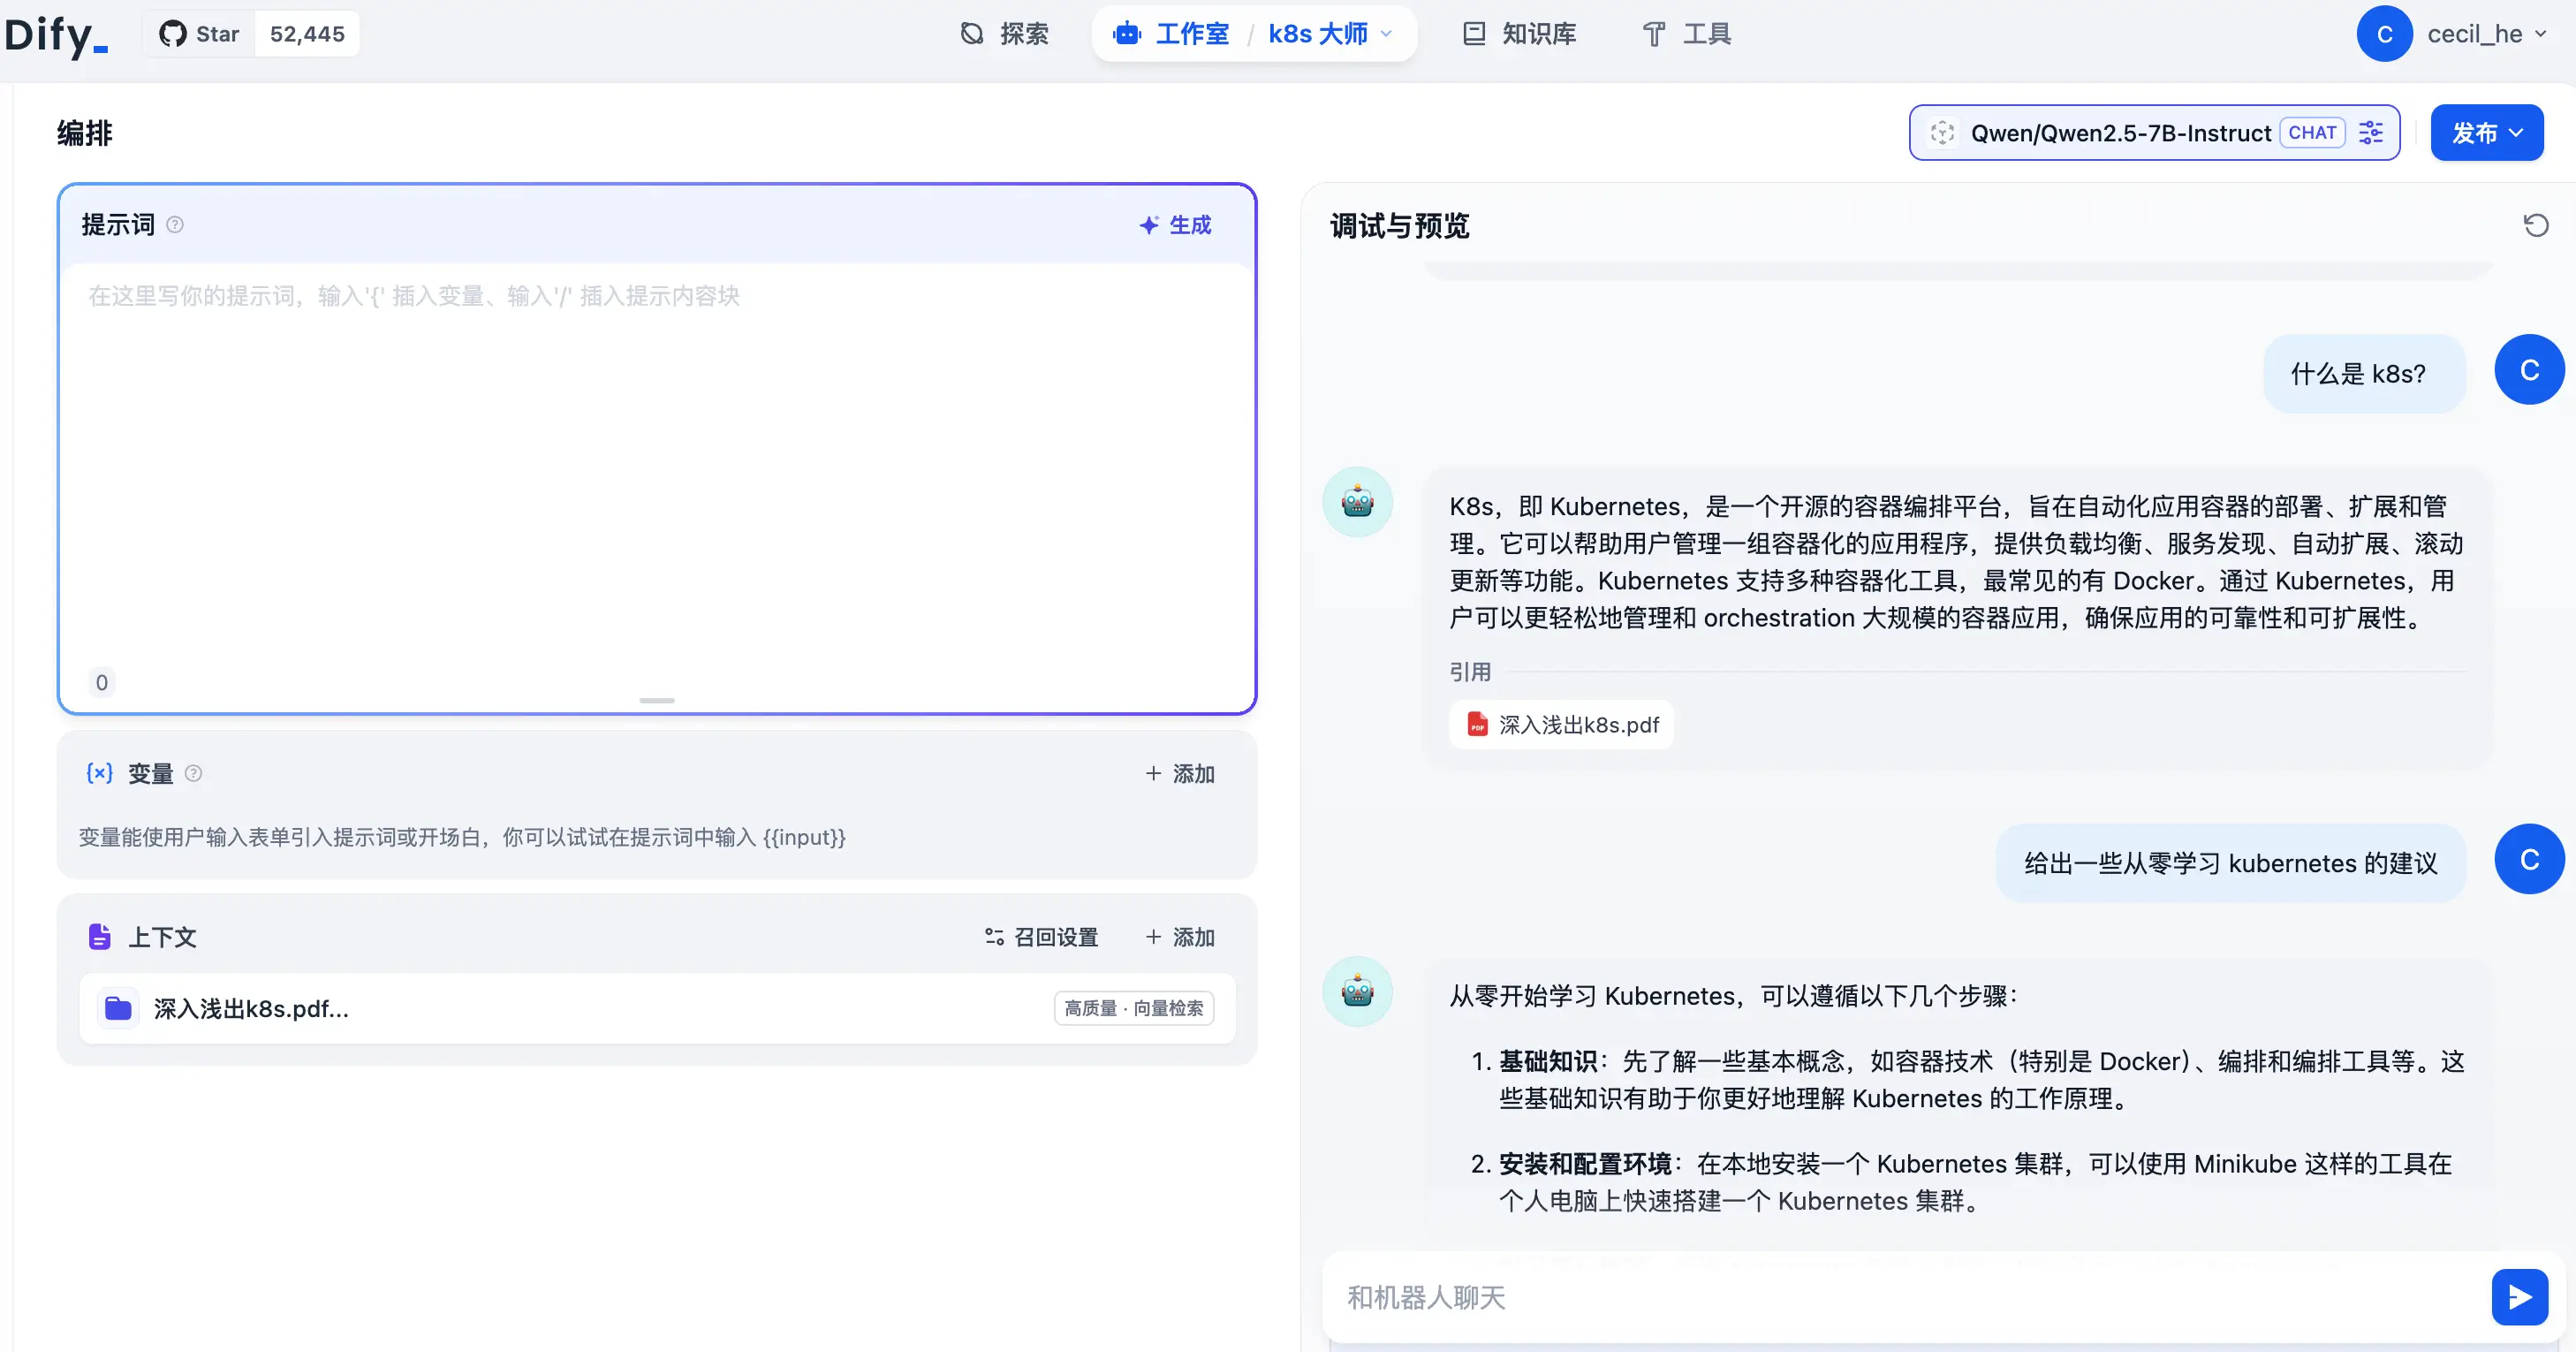 Dify_
Star 52,445
探索
工作室 / k8s 大师
知识库
工具
C cecil_he
编排
Qwen/Qwen2.5-7B-Instruct CHAT
发布
提示词
生成
在这里写你的提示词，输入'{' 插入变量、输入'/' 插入提示内容块
0
{x} 变量
+ 添加
变量能使用户输入表单引入提示词或开场白，你可以试试在提示词中输入 {{input}}
上下文
召回设置
+ 添加
深入浅出k8s.pdf...
高质量 · 向量检索
调试与预览
什么是 k8s?
C
K8s，即 Kubernetes，是一个开源的容器编排平台，旨在自动化应用容器的部署、扩展和管
理。它可以帮助用户管理一组容器化的应用程序，提供负载均衡、服务发现、自动扩展、滚动
更新等功能。Kubernetes 支持多种容器化工具，最常见的有 Docker。通过 Kubernetes，用
户可以更轻松地管理和 orchestration 大规模的容器应用，确保应用的可靠性和可扩展性。
引用
PDF 深入浅出k8s.pdf
给出一些从零学习 kubernetes 的建议
C
从零开始学习 Kubernetes，可以遵循以下几个步骤：
1. 基础知识：先了解一些基本概念，如容器技术（特别是 Docker）、编排和编排工具等。这
些基础知识有助于你更好地理解 Kubernetes 的工作原理。
2. 安装和配置环境：在本地安装一个 Kubernetes 集群，可以使用 Minikube 这样的工具在
个人电脑上快速搭建一个 Kubernetes 集群。
和机器人聊天